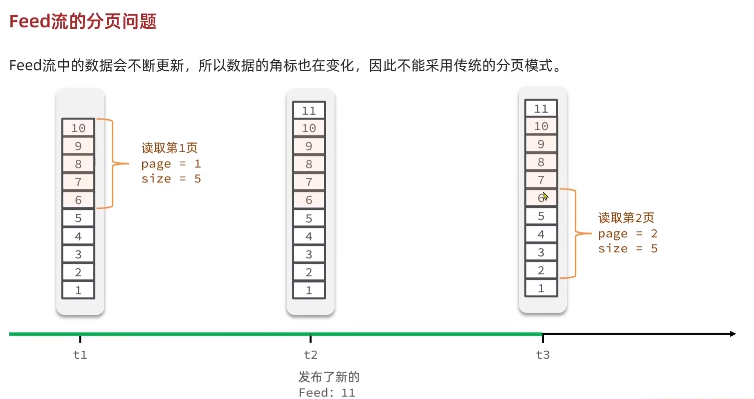 Feed流的分页问题
Feed流中的数据会不断更新，所以数据的角标也在变化，因此不能采用传统的分页模式。
10
9
8
7
6
5
4
3
2
1
读取第1页
page = 1
size = 5
11
10
9
8
7
6
5
4
3
2
1
11
10
9
8
7
6
5
4
3
2
1
读取第2页
page = 2
size = 5
t1
t2
t3
发布了新的
Feed: 11